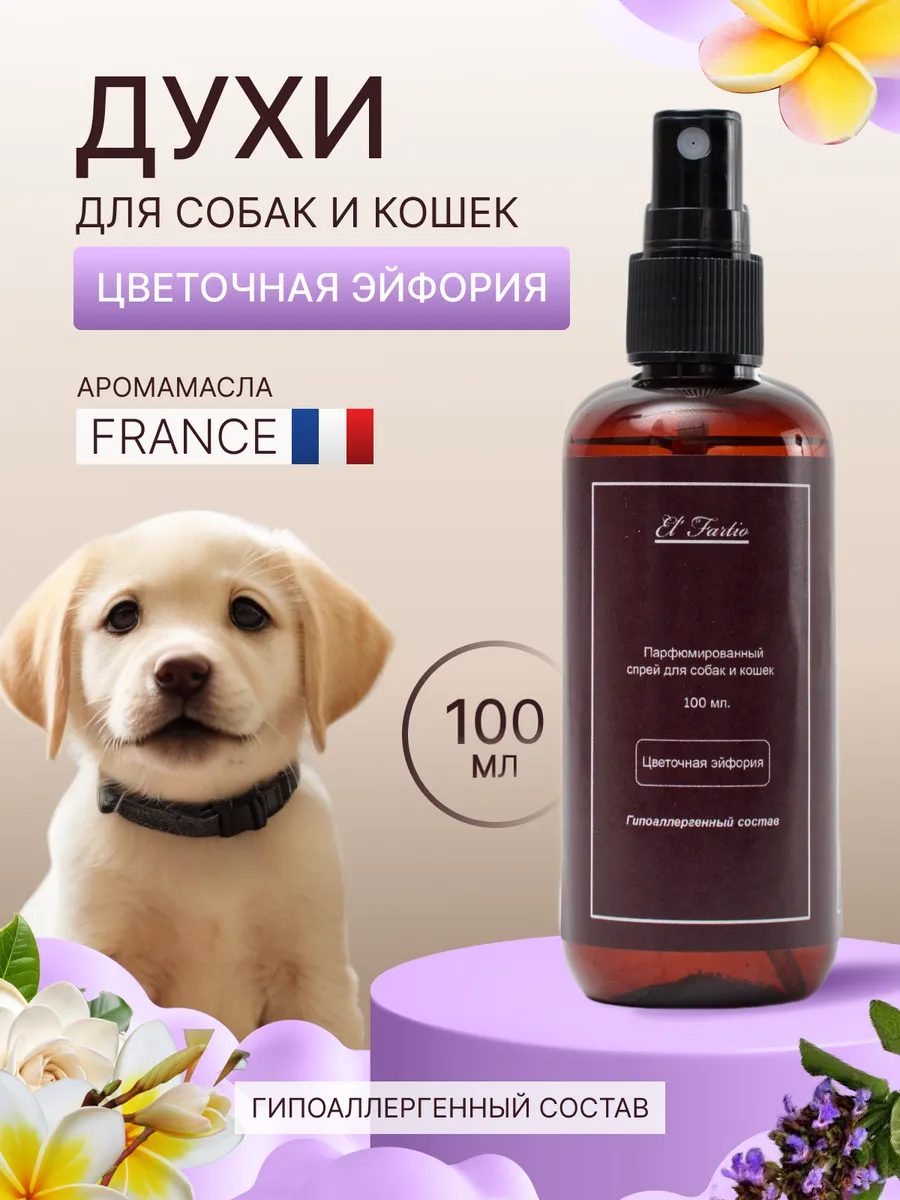 ДУХИ
ДЛЯ СОБАК И КОШЕК
ЦВЕТОЧНАЯ ЭЙФОРИЯ
АРОМАМАСЛА
FRANCE
100
МЛ
El' Fartio
Парфюмированный
спрей для собак и кошек
100 мл.
Цветочная эйфория
Гипоаллергенный состав
ГИПОАЛЛЕРГЕННЫЙ СОСТАВ